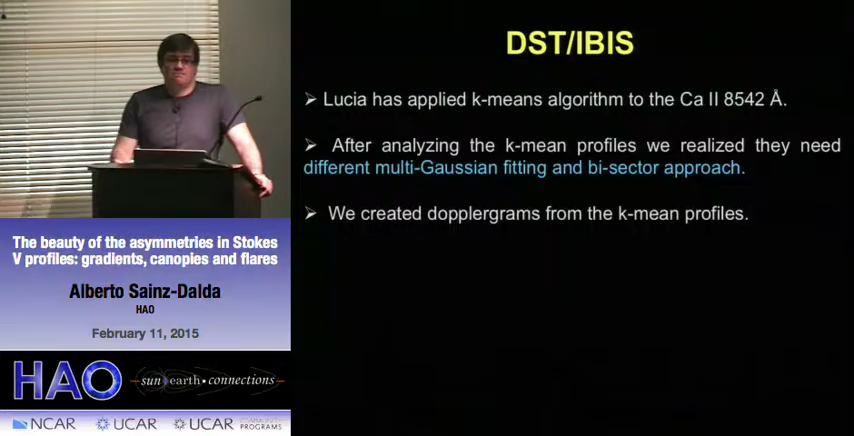 DST/IBIS
➢ Lucia has applied k-means algorithm to the Ca II 8542 Å.
➢ After analyzing the k-mean profiles we realized they need
different multi-Gaussian fitting and bi-sector approach.
➢ We created dopplergrams from the k-mean profiles.
The beauty of the asymmetries in Stokes
V profiles: gradients, canopies and flares
Alberto Sainz-Dalda
HAO
February 11, 2015
HAO
sun earth • connections
NCAR
UCAR
UCAR
COMMUNITY
PROGRAMS